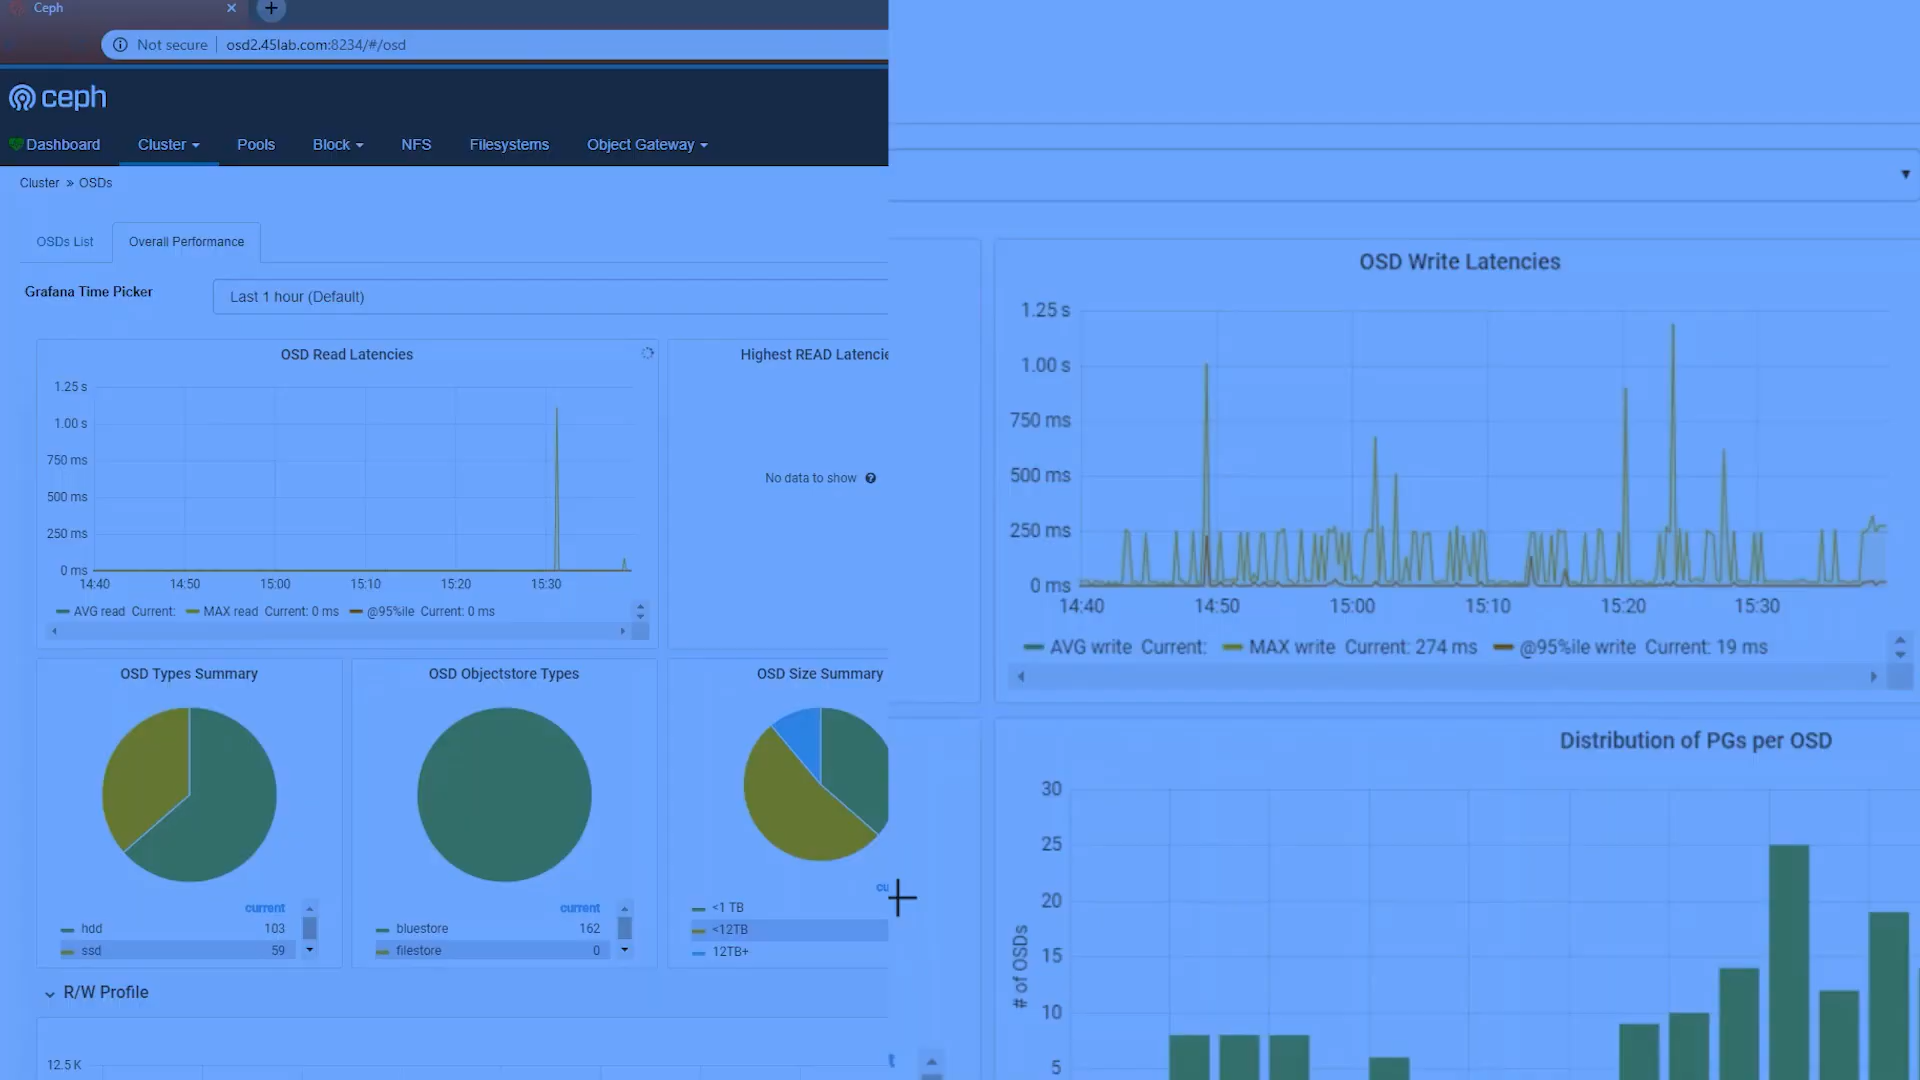 Ceph
Not secure osd2.45lab.com:8234/#/osd
ceph
Dashboard Cluster Pools Block NFS Filesystems Object Gateway
Cluster » OSDs
OSDs List Overall Performance
Grafana Time Picker Last 1 hour (Default)
OSD Read Latencies
1.25 s
1.00 s
750 ms
500 ms
250 ms
0 ms
14:40 14:50 15:00 15:10 15:20 15:30
AVG read Current: MAX read Current: 0 ms @95%ile Current: 0 ms
Highest READ Latencie
No data to show
OSD Write Latencies
1.25 s
1.00 s
750 ms
500 ms
250 ms
0 ms
14:40 14:50 15:00 15:10 15:20 15:30
AVG write Current: MAX write Current: 274 ms @95%ile write Current: 19 ms
OSD Types Summary
current
hdd 103
ssd 59
OSD Objectstore Types
current
bluestore 162
filestore 0
OSD Size Summary
cu
<1 TB
<12TB
12TB+
Distribution of PGs per OSD
30
25
20
15
10
5
# of OSDs
R/W Profile
12.5 K